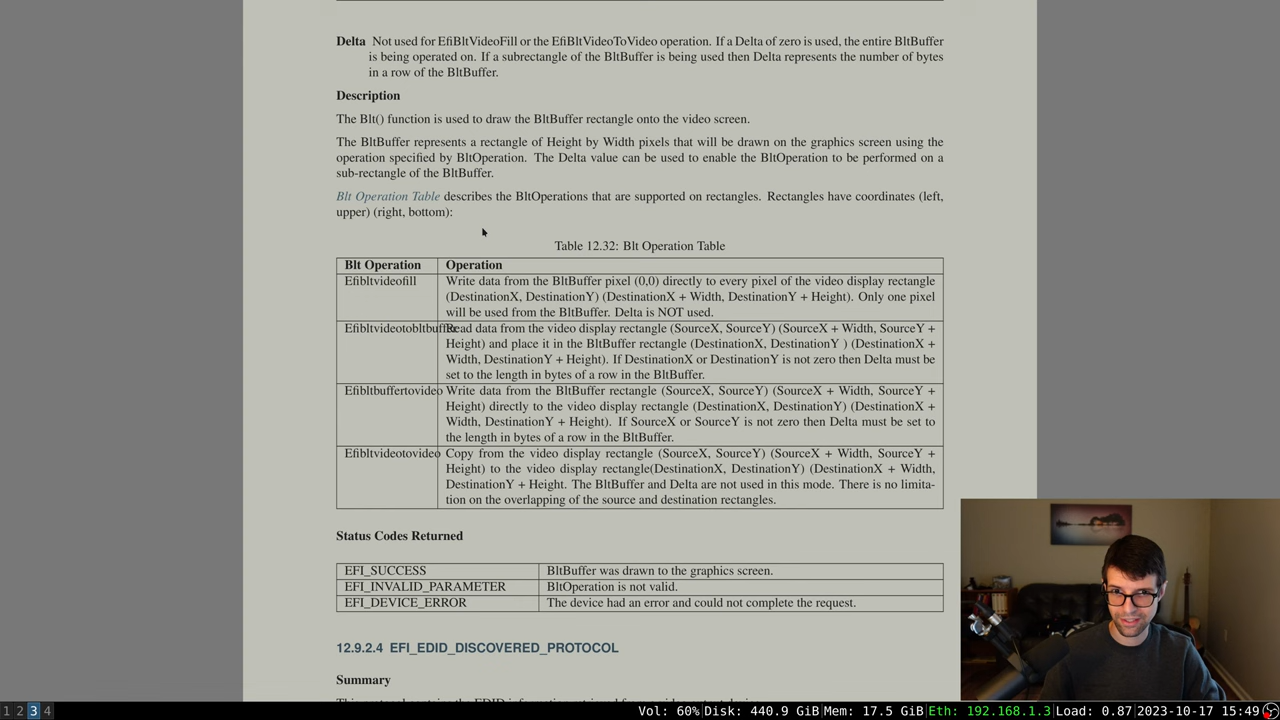 Delta Not used for EfiBltVideoFill or the EfiBltVideoToVideo operation. If a Delta of zero is used, the entire BltBuffer
is being operated on. If a subrectangle of the BltBuffer is being used then Delta represents the number of bytes
in a row of the BltBuffer.
Description
The Blt() function is used to draw the BltBuffer rectangle onto the video screen.
The BltBuffer represents a rectangle of Height by Width pixels that will be drawn on the graphics screen using the
operation specified by BltOperation. The Delta value can be used to enable the BltOperation to be performed on a
sub-rectangle of the BltBuffer.
Blt Operation Table describes the BltOperations that are supported on rectangles. Rectangles have coordinates (left,
upper) (right, bottom):
Table 12.32: Blt Operation Table
Blt Operation Operation
Efibltvideofill Write data from the BltBuffer pixel (0,0) directly to every pixel of the video display rectangle
(DestinationX, DestinationY) (DestinationX + Width, DestinationY + Height). Only one pixel
will be used from the BltBuffer. Delta is NOT used.
Efibltvideotobltbuffer Read data from the video display rectangle (SourceX, SourceY) (SourceX + Width, SourceY +
Height) and place it in the BltBuffer rectangle (DestinationX, DestinationY ) (DestinationX +
Width, DestinationY + Height). If DestinationX or DestinationY is not zero then Delta must be
set to the length in bytes of a row in the BltBuffer.
Efibltbuffertovideo Write data from the BltBuffer rectangle (SourceX, SourceY) (SourceX + Width, SourceY +
Height) directly to the video display rectangle (DestinationX, DestinationY) (DestinationX +
Width, DestinationY + Height). If SourceX or SourceY is not zero then Delta must be set to
the length in bytes of a row in the BltBuffer.
Efibltvideotovideo Copy from the video display rectangle (SourceX, SourceY) (SourceX + Width, SourceY +
Height) to the video display rectangle(DestinationX, DestinationY) (DestinationX + Width,
DestinationY + Height. The BltBuffer and Delta are not used in this mode. There is no limita-
tion on the overlapping of the source and destination rectangles.
Status Codes Returned
EFI_SUCCESS BltBuffer was drawn to the graphics screen.
EFI_INVALID_PARAMETER BltOperation is not valid.
EFI_DEVICE_ERROR The device had an error and could not complete the request.
12.9.2.4 EFI_EDID_DISCOVERED_PROTOCOL
Summary
1 2 3 4 Vol: 60% Disk: 440.9 GiB Mem: 17.5 GiB Eth: 192.168.1.3 Load: 0.87 2023-10-17 15:49